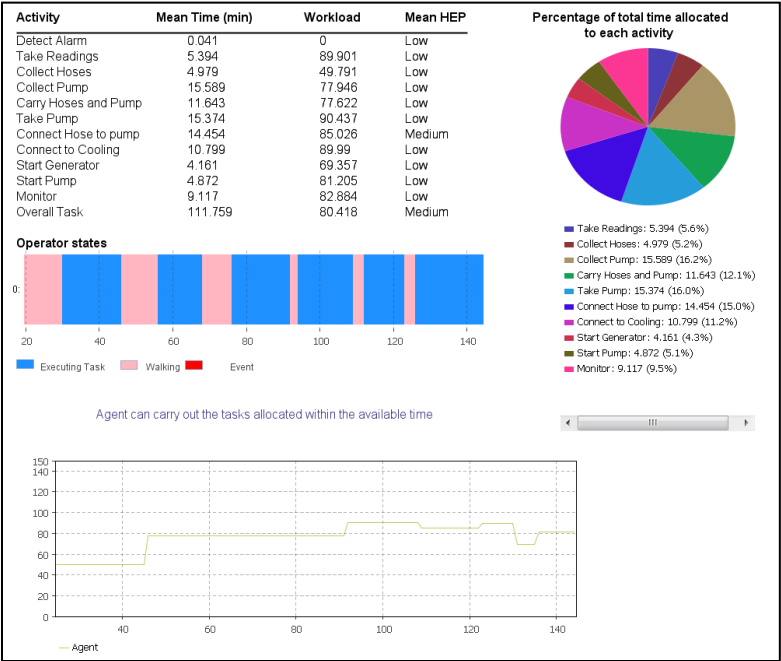 Activity Mean Time (min) Workload Mean HEP
Detect Alarm 0.041 0 Low
Take Readings 5.394 89.901 Low
Collect Hoses 4.979 49.791 Low
Collect Pump 15.589 77.946 Low
Carry Hoses and Pump 11.643 77.622 Low
Take Pump 15.374 90.437 Low
Connect Hose to pump 14.454 85.026 Medium
Connect to Cooling 10.799 89.99 Low
Start Generator 4.161 69.357 Low
Start Pump 4.872 81.205 Low
Monitor 9.117 82.884 Low
Overall Task 111.759 80.418 Medium
Percentage of total time allocated
to each activity
Take Readings: 5.394 (5.6%)
Collect Hoses: 4.979 (5.2%)
Collect Pump: 15.589 (16.2%)
Carry Hoses and Pump: 11.643 (12.1%)
Take Pump: 15.374 (16.0%)
Connect Hose to pump: 14.454 (15.0%)
Connect to Cooling: 10.799 (11.2%)
Start Generator: 4.161 (4.3%)
Start Pump: 4.872 (5.1%)
Monitor: 9.117 (9.5%)
Operator states
0:
20 40 60 80 100 120 140
Executing Task Walking Event
Agent can carry out the tasks allocated within the available time
150
140
120
100
80
60
40
20
0
40 60 80 100 120 140
Agent